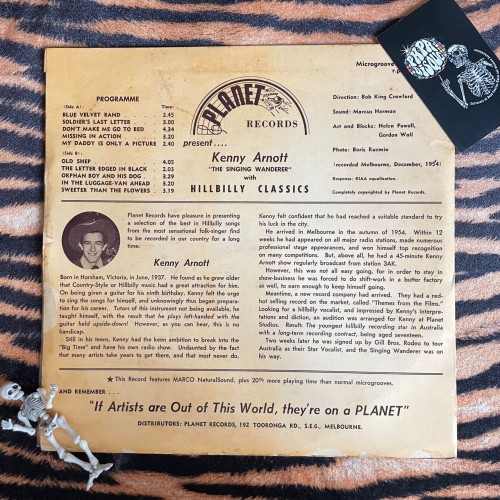 Microgroove
r.p.
PROGRAMME
(Side A:) Time:
BLUE VELVET BAND . . 2.45
SOLDIER'S LAST LETTER . 3.00
DON'T MAKE ME GO TO BED 4.34
MISSING IN ACTION . . 3.20
MY DADDY IS ONLY A PICTURE . 2.40
(Side B:)
OLD SHEP . . . 4.05
THE LETTER EDGED IN BLACK . 2.03
ORPHAN BOY AND HIS DOG . 3.29
IN THE LUGGAGE-VAN AHEAD . 3.20
SWEETER THAN THE FLOWERS . 3.19
PLANET
RECORDS
present....
Kenny Arnott
"THE SINGING WANDERER"
with
HILLBILLY CLASSICS
Direction: Bob King Crawford
Sound: Marcus Herman
Art and Blocks: Helen Powell,
Gordon Wall
Photo: Boris Ruzmin
(recorded Melbourne, December, 1954)
Response: RIAA equalisation.
Completely copyrighted by Planet Records.
Planet Records have pleasure in presenting
a selection of the best in Hillbilly songs
from the most sensational folk-singer find
to be recorded in our country for a long
time:
Kenny Arnott
Born in Horsham, Victoria, in June, 1937. He found as he grew older
that Country-style or Hillbilly music had a great attraction for him.
On being given a guitar for his ninth birthday, Kenny felt the urge
to sing the songs for himself, and unknowingly thus began preparation
for his career. Tutors of this instrument not being available, he
taught himself, with the result that he plays left-handed with the
guitar held upside-down! However, as you can hear, this is no
handicap.
Still in his teens, Kenny had the keen ambition to break into the
"Big Time" and have his own radio show. Undaunted by the fact
that many artists take years to get there, and that most never do,
Kenny felt confident that he had reached a suitable standard to try
his luck in the city.
He arrived in Melbourne in the autumn of 1954. Within 12
weeks he had appeared on all major radio stations, made numerous
professional stage appearances, and won himself top recognition
on many competitions. But, above all, he had a 45-minute Kenny
Arnott show regularly broadcast from station 3AK.
However, this was not all easy going, for in order to stay in
show-business he was forced to do shift-work in a butter factory
as well, to earn enough to keep himself going.
Meantime, a new record company had arrived. They had a red-
hot selling record on the market, called "Themes from the Films."
Looking for a hillbilly vocalist, and impressed by Kenny's interpre-
tations and diction, an audition was arranged for Kenny at Planet
Studios. Result: The youngest hillbilly recording star in Australia
with a long-term recording contract, being aged seventeen.
Two weeks later he was signed up by Gill Bros. Rodeo to tour
Australia as their Star Vocalist, and the Singing Wanderer was on
his way.
★ This Record features MARCO NaturalSound, plus 20% more playing time than normal microgrooves.
AND REMEMBER ...
"If Artists are Out of This World, they're on a PLANET"
DISTRIBUTORS: PLANET RECORDS, 192 TOORONGA RD., S.E.6., MELBOURNE.